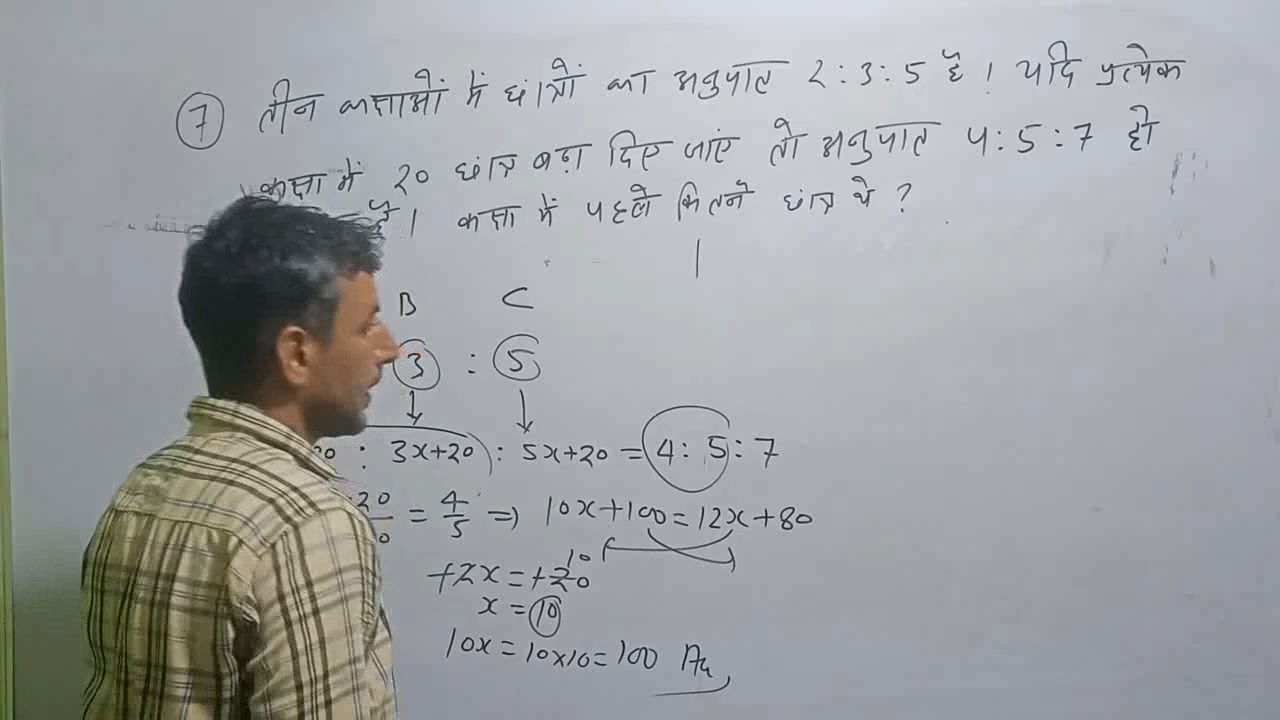 7 तीन कक्षाओं में छात्रों का अनुपात 2 : 3 : 5 है। यदि प्रत्येक
कक्षा में 20 छात्र बढ़ा दिए जाएं तो अनुपात 4 : 5 : 7 हो
है। कक्षा में पहले कितने छात्र थे ?
B C
3 : 5
: 3x+20 : 5x+20 = 4 : 5 : 7
20 = 4/5 ⇒ 10x+100 = 12x+80
+2x = +20 10
x = 10
10x = 10x10 = 100 Ans